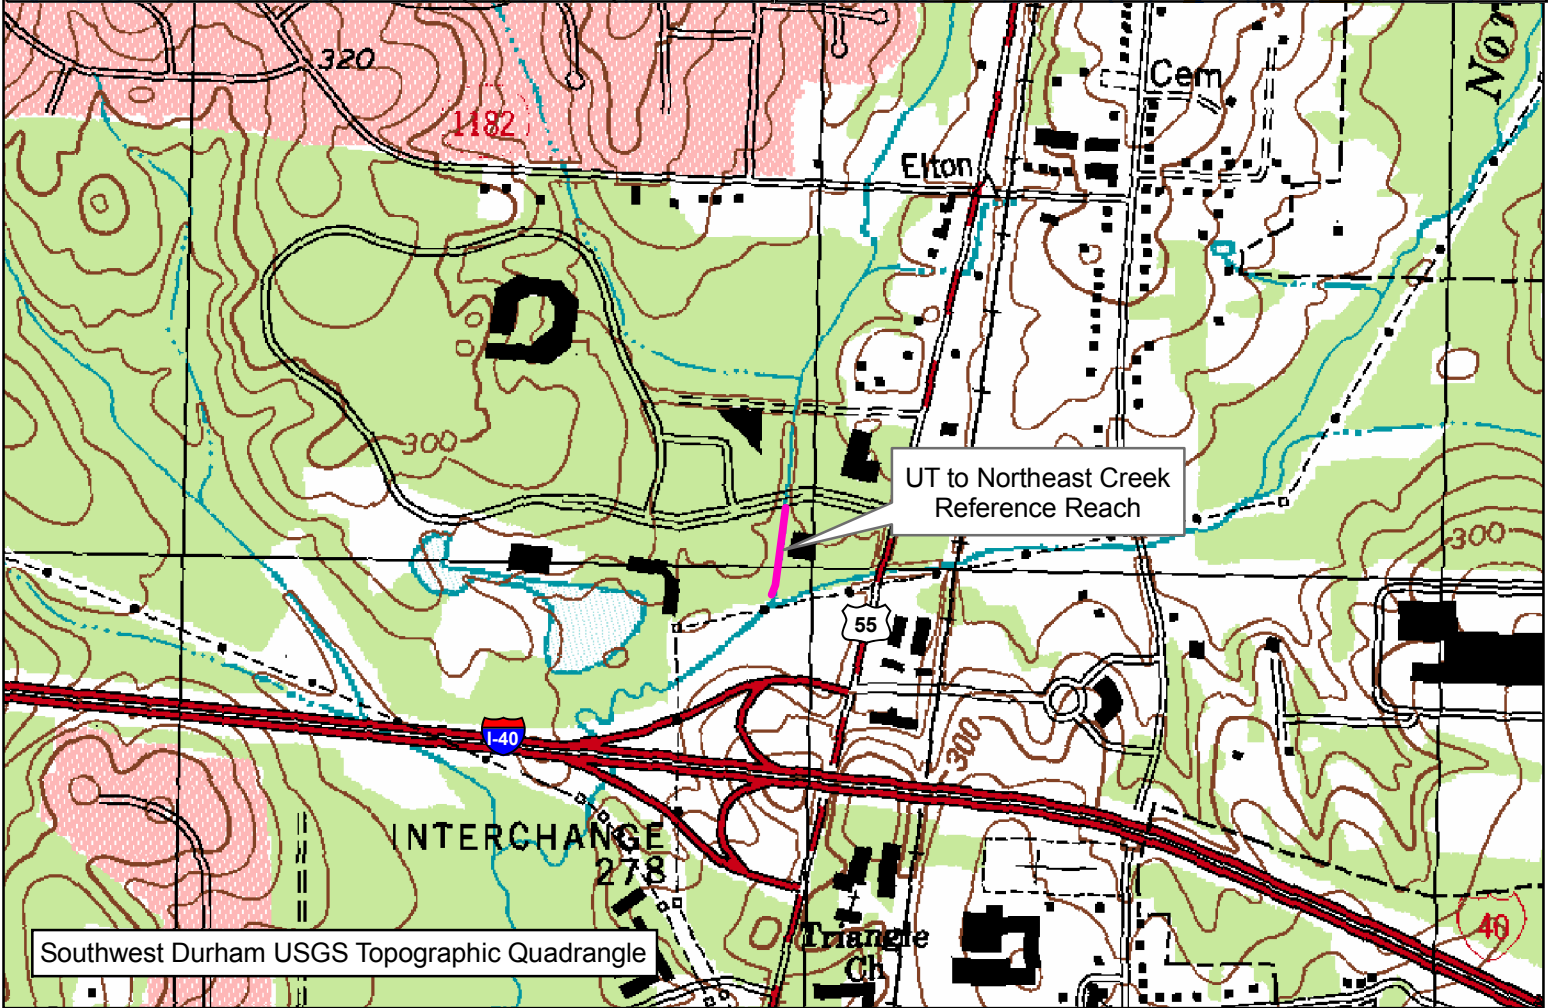 320
1182
Cem
Nor
Elton
300
UT to Northeast Creek
Reference Reach
300
55
I-40
300
INTERCHANGE
278
40
Triangle
Ch
Southwest Durham USGS Topographic Quadrangle